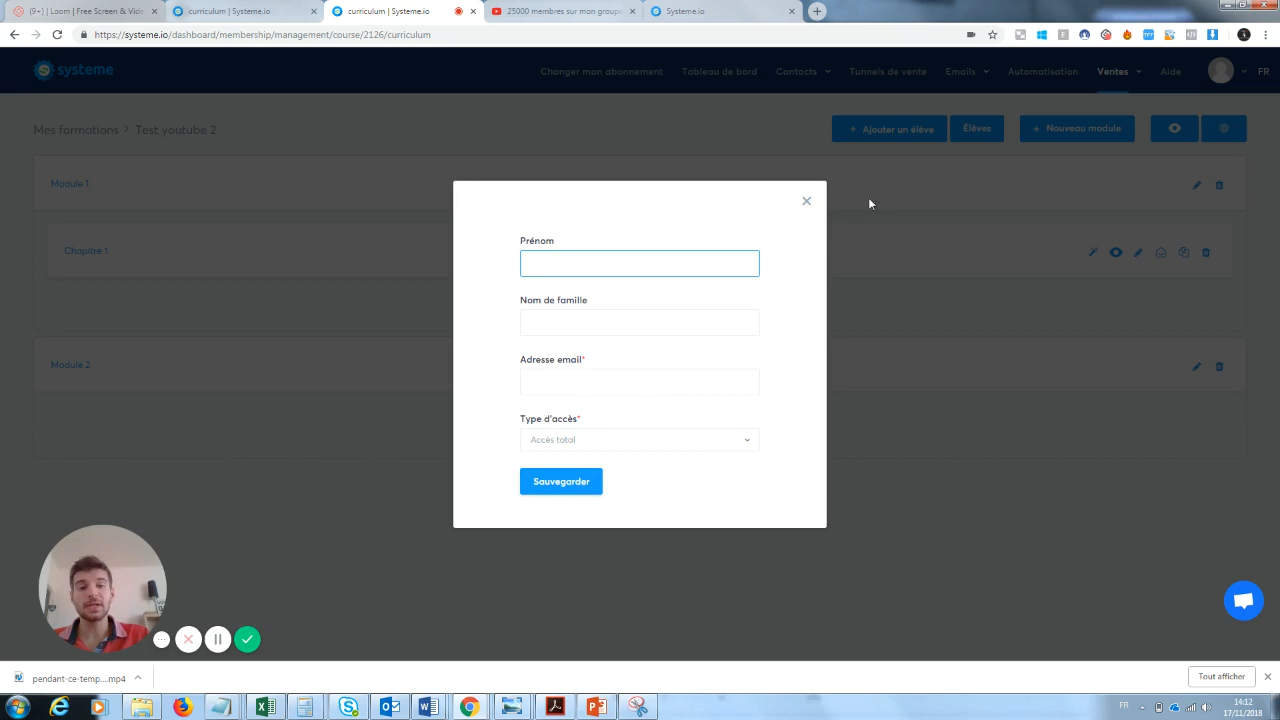 (9+) Loom | Free Screen & Vide
curriculum | Systeme.io
curriculum | Systeme.io
25000 membres sur mon groupe
Systeme.io
https://systeme.io/dashboard/membership/management/course/2126/curriculum
systeme
Changer mon abonnement
Tableau de bord
Contacts
Tunnels de vente
Emails
Automatisation
Ventes
Aide
FR
Mes formations > Test youtube 2
+ Ajouter un élève
Élèves
+ Nouveau module
Module 1
Chapitre 1
Module 2
Prénom
Nom de famille
Adresse email*
Type d'accès*
Accès total
Sauvegarder
pendant-ce-temp....mp4
Tout afficher
FR
14:12
17/11/2018